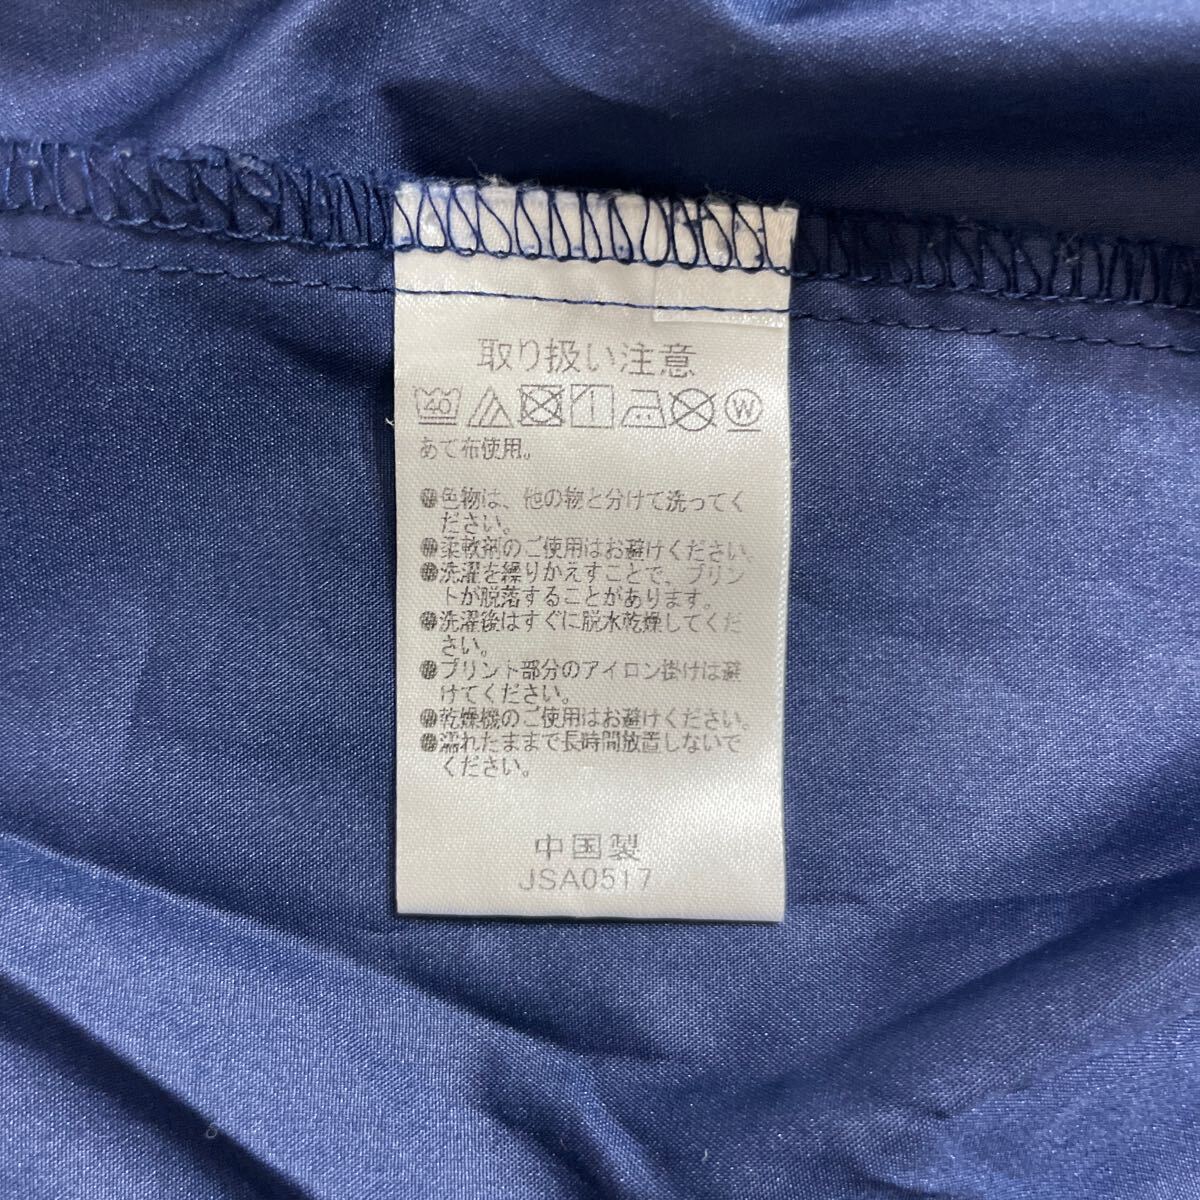 取り扱い注意
40 W
あて布使用。
●色物は、他の物と分けて洗ってく
ださい。
●柔軟剤のご使用はお避けください。
●洗濯を繰りかえすことで、プリン
トが脱落することがあります。
●洗濯後はすぐに脱水乾燥してくだ
さい。
●プリント部分のアイロン掛けは避
けてください。
●乾燥機のご使用はお避けください。
●濡れたままで長時間放置しないで
ください。
中国製
JSA0517